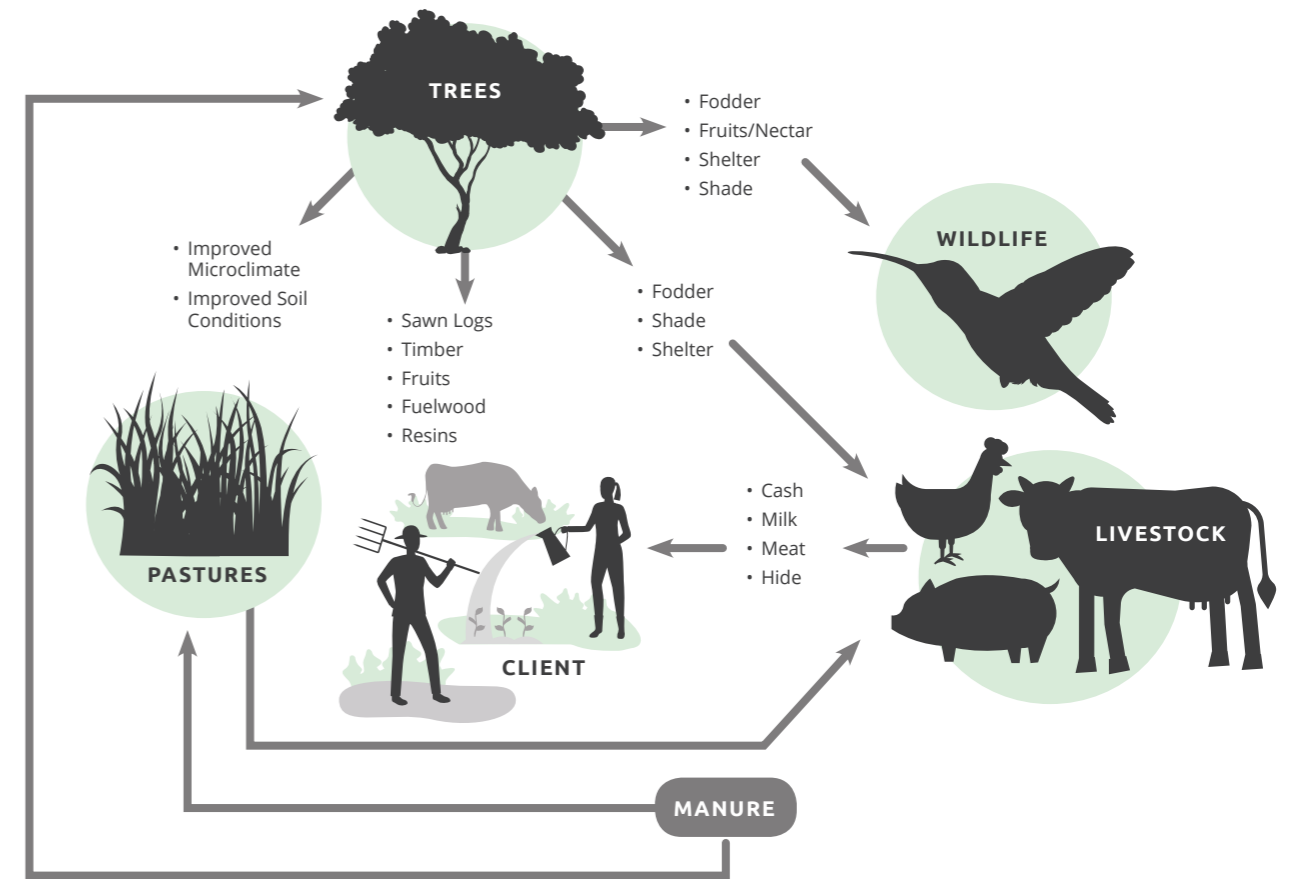 TREES
• Fodder
• Fruits/Nectar
• Shelter
• Shade
WILDLIFE
• Improved
Microclimate
• Improved Soil
Conditions
• Sawn Logs
• Timber
• Fruits
• Fuelwood
• Resins
• Fodder
• Shade
• Shelter
PASTURES
• Cash
• Milk
• Meat
• Hide
LIVESTOCK
CLIENT
MANURE